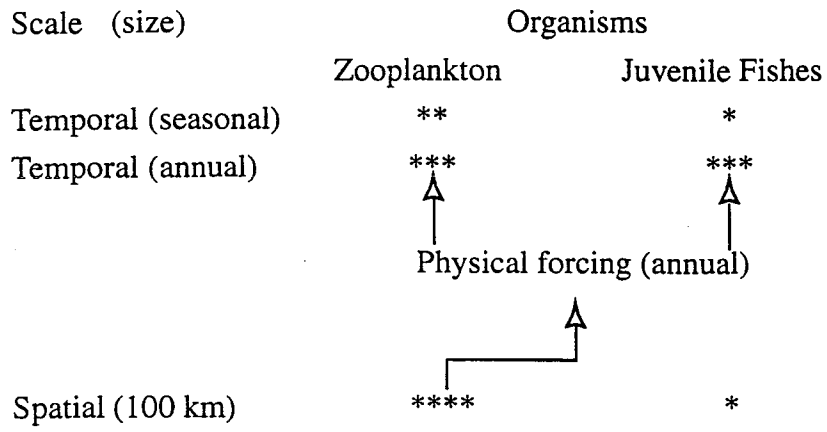 Scale (size) Organisms
Zooplankton Juvenile Fishes
Temporal (seasonal) ** *
Temporal (annual) *** ***
Physical forcing (annual)
Spatial (100 km) **** *